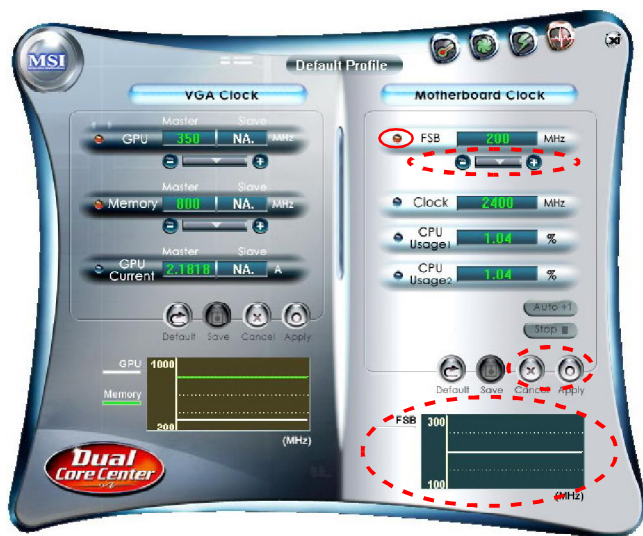 MSI
Default Profile
VGA Clock
Master Slave
GPU 350 NA. MHz
Master Slave
Memory 800 NA. MHz
Master Slave
GPU Current 2.1818 NA. A
Default Save Cancel Apply
GPU 1000
Memory
200
(MHz)
Dual
Core Center
Motherboard Clock
FSB 200 MHz
Clock 2400 MHz
CPU Usage1 1.04 %
CPU Usage2 1.04 %
Auto +1
Stop
Default Save Cancel Apply
FSB 300
100
(MHz)